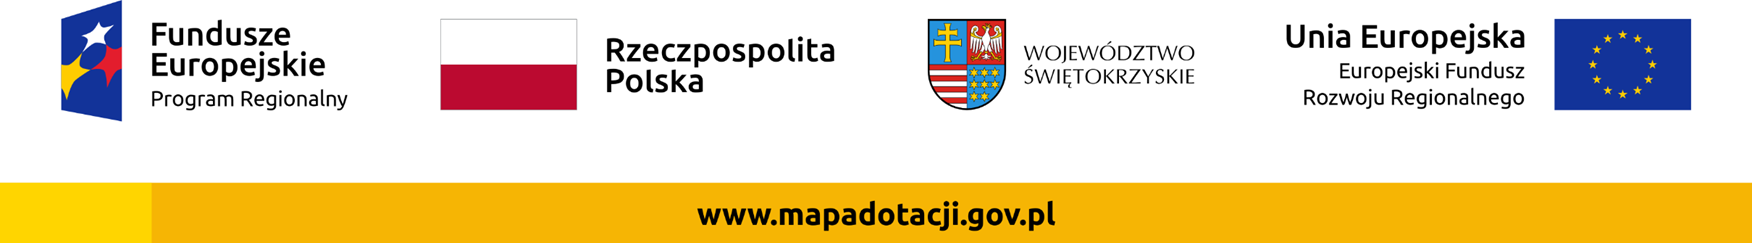 Fundusze
Europejskie
Program Regionalny
Rzeczpospolita
Polska
WOJEWÓDZTWO
ŚWIĘTOKRZYSKIE
Unia Europejska
Europejski Fundusz
Rozwoju Regionalnego
www.mapadotacji.gov.pl